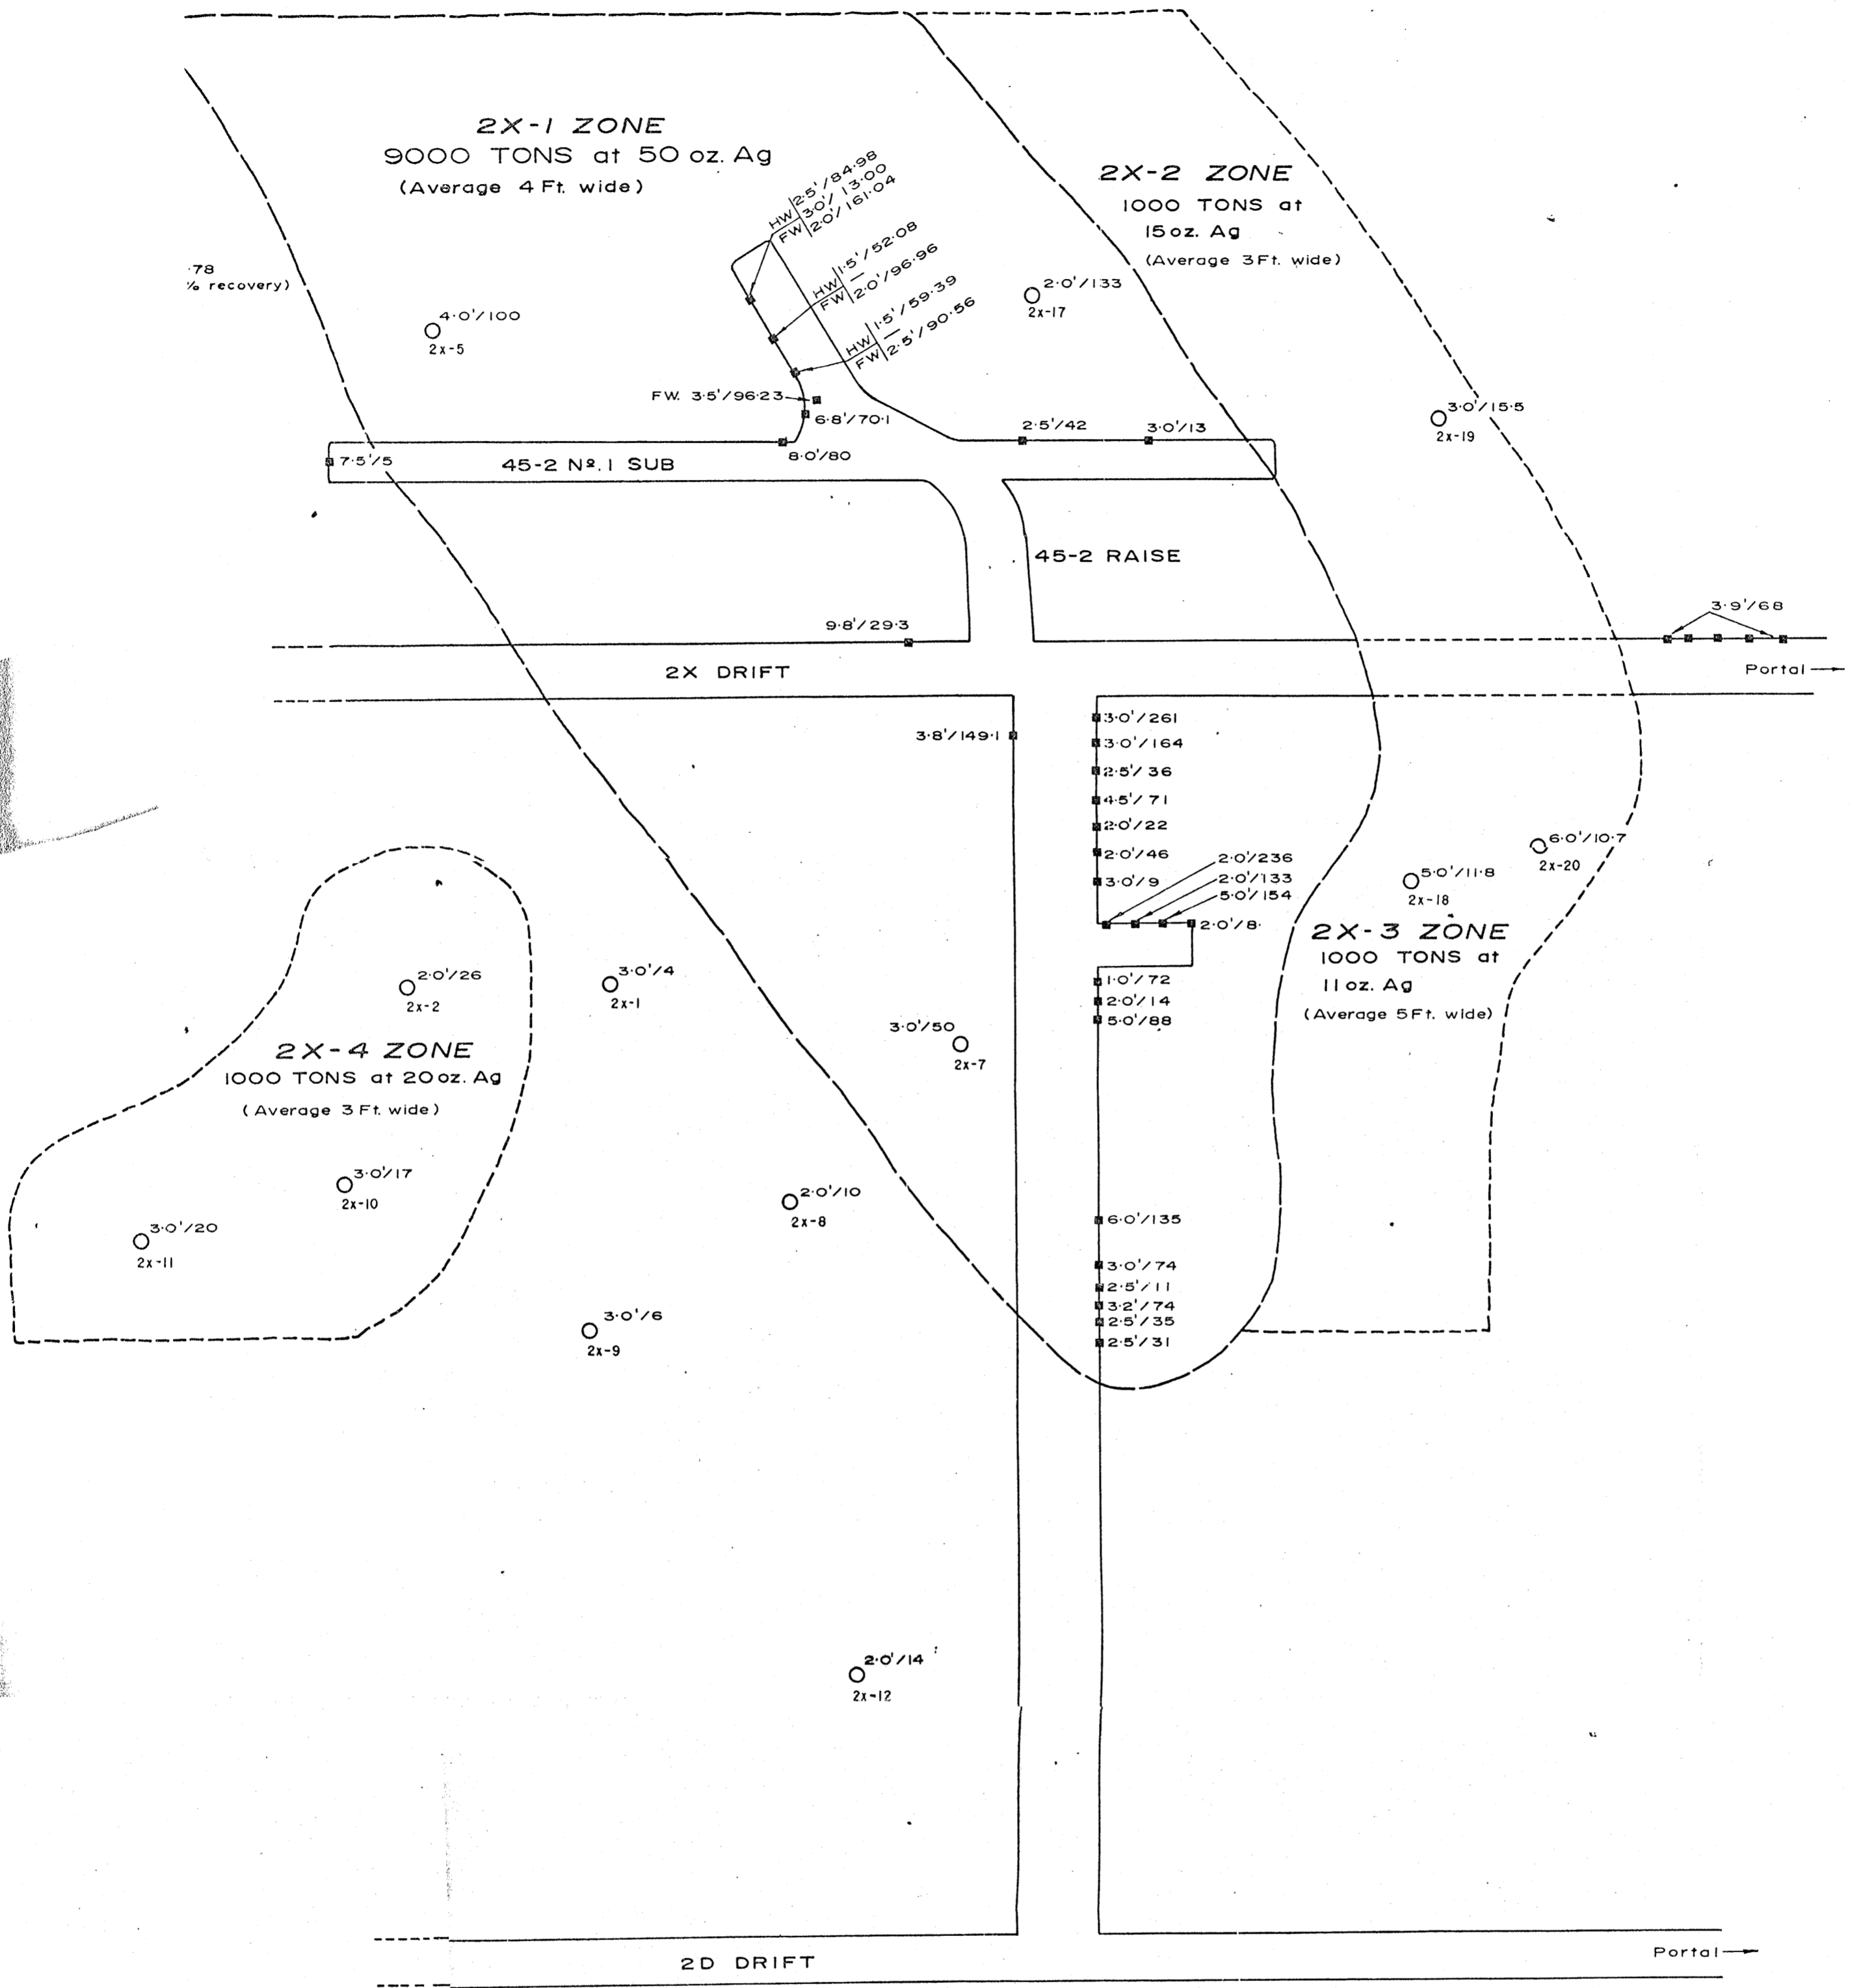 2X-1 ZONE
9000 TONS at 50 oz. Ag
(Average 4 Ft. wide)
2X-2 ZONE
1000 TONS at
15 oz. Ag
(Average 3 Ft. wide)
HW 2·5'/84·98
3·0'/13·00
FW 2·0'/161·04
HW 1·5'/52·08
—
FW 2·0'/96·96
HW 1·5'/59·39
—
FW 2·5'/90·56
·78
% recovery)
4·0'/100
2x-5
2·0'/133
2x-17
FW. 3·5'/96·23
6·8'/70·1
8·0'/80
2·5'/42
3·0'/13
3·0'/15·5
2x-19
7·5'/5
45-2 Nº. 1 SUB
45-2 RAISE
9·8'/29·3
3·9'/68
2X DRIFT
Portal
3·8'/149·1
3·0'/261
3·0'/164
2·5'/36
4·5'/71
2·0'/22
2·0'/46
3·0'/9
2·0'/236
2·0'/133
5·0'/154
2·0'/8·
6·0'/10·7
2x-20
5·0'/11·8
2x-18
2X-3 ZONE
1000 TONS at
11 oz. Ag
(Average 5 Ft. wide)
1·0'/72
2·0'/14
5·0'/88
2·0'/26
2x-2
3·0'/4
2x-1
3·0'/50
2x-7
2X-4 ZONE
1000 TONS at 20 oz. Ag
(Average 3 Ft. wide)
3·0'/17
2x-10
2·0'/10
2x-8
3·0'/20
2x-11
6·0'/135
3·0'/74
2·5'/11
3·2'/74
2·5'/35
2·5'/31
3·0'/6
2x-9
2·0'/14
2x-12
2D DRIFT
Portal